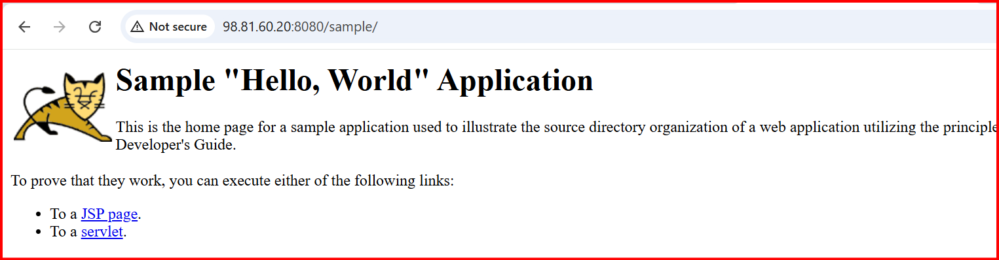 Not secure 98.81.60.20:8080/sample/
Sample "Hello, World" Application
This is the home page for a sample application used to illustrate the source directory organization of a web application utilizing the principle
Developer's Guide.
To prove that they work, you can execute either of the following links:
• To a JSP page.
• To a servlet.